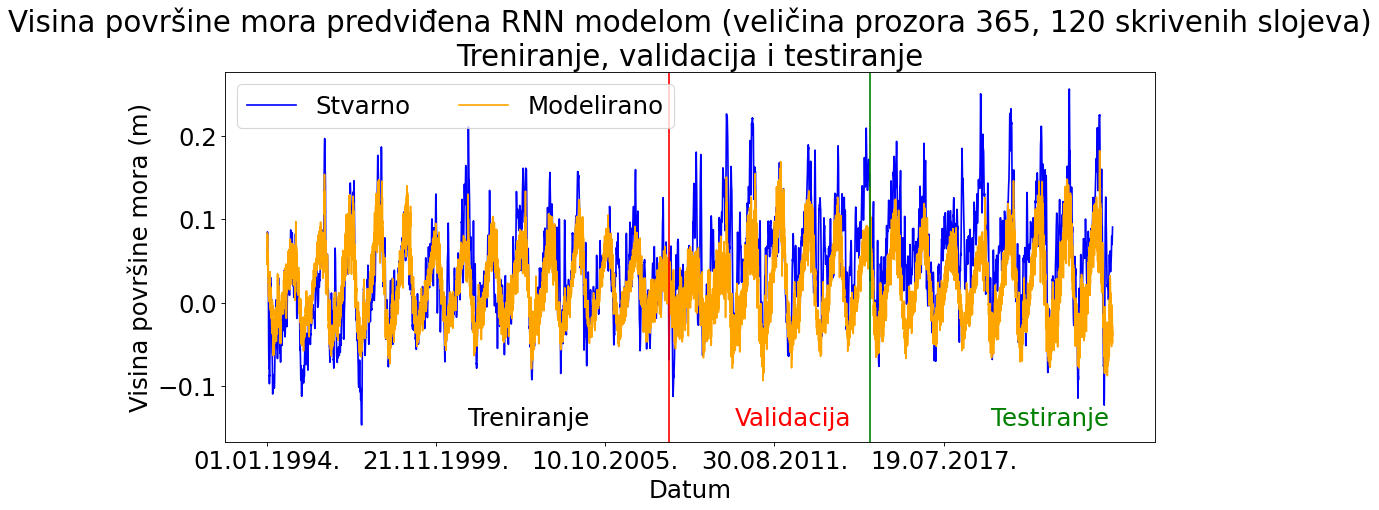 Visina površine mora predviđena RNN modelom (veličina prozora 365, 120 skrivenih slojeva)
Treniranje, validacija i testiranje
Stvarno
Modelirano
Visina površine mora (m)
0.2
0.1
0.0
−0.1
Treniranje
Validacija
Testiranje
01.01.1994.
21.11.1999.
10.10.2005.
30.08.2011.
19.07.2017.
Datum